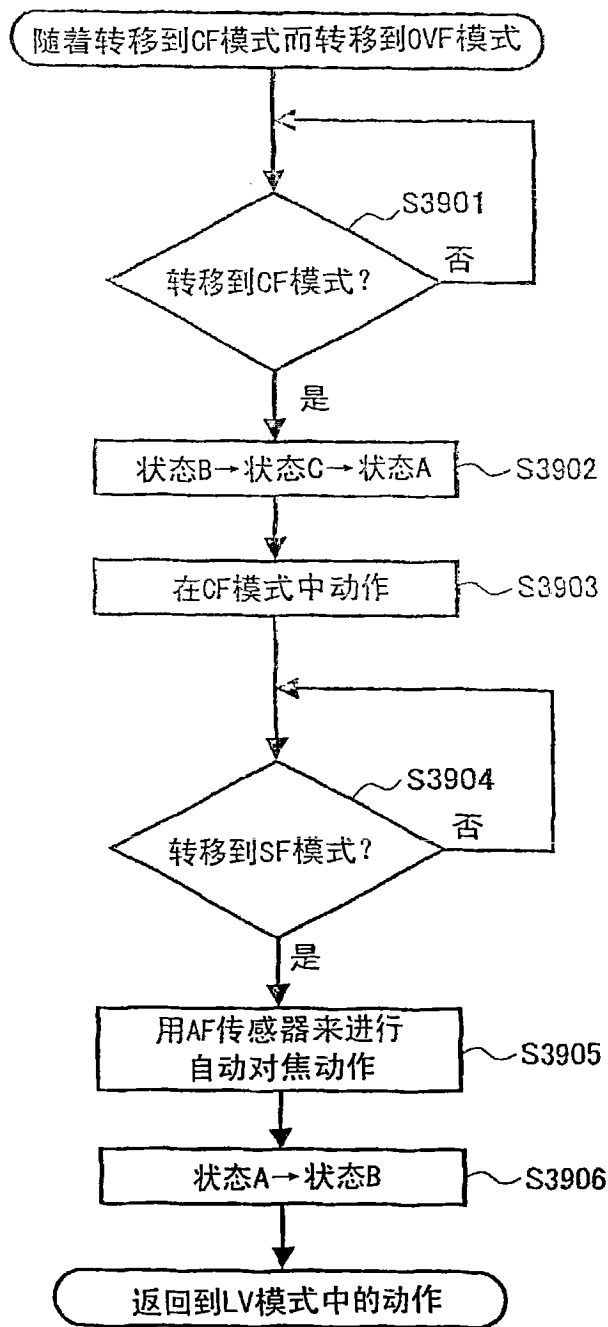 随着转移到CF模式而转移到OVF模式
S3901
转移到CF模式？
否
是
状态B→状态C→状态A
S3902
在CF模式中动作
S3903
S3904
转移到SF模式？
否
是
用AF传感器来进行
自动对焦动作
S3905
状态A→状态B
S3906
返回到LV模式中的动作